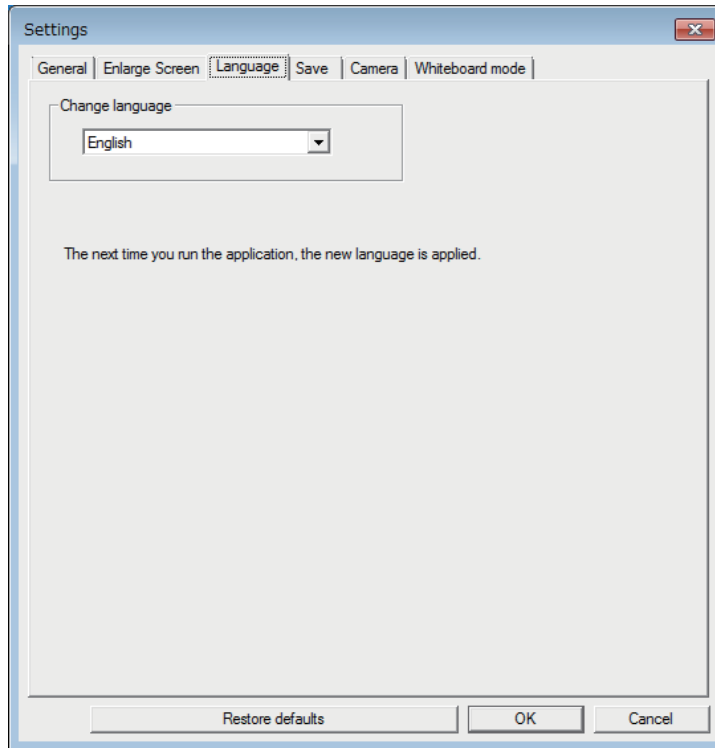 Settings
General Enlarge Screen Language Save Camera Whiteboard mode
Change language
English
The next time you run the application, the new language is applied.
Restore defaults OK Cancel